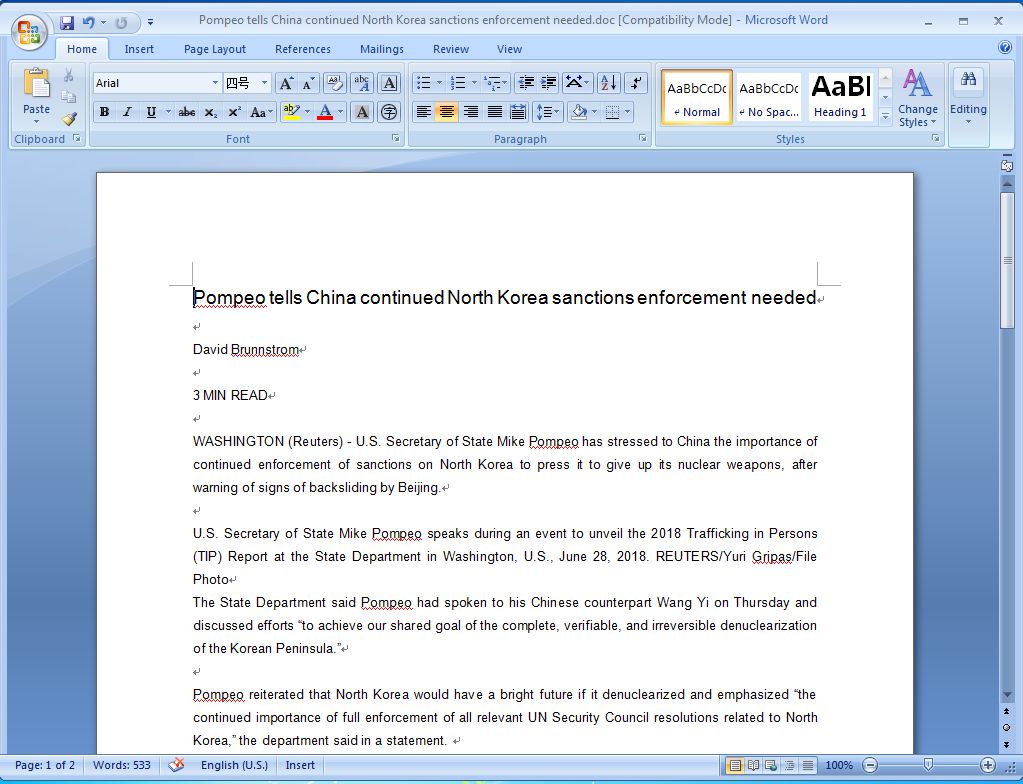 Pompeo tells China continued North Korea sanctions enforcement needed.doc [Compatibility Mode] - Microsoft Word
Home Insert Page Layout References Mailings Review View
Arial 四号 AaBbCcDc AaBbCcDc AaBl
Paste B I U abc X₂ X² Aa ↵ Normal ↵ No Spac... Heading 1 Change Styles Editing
Clipboard Font Paragraph Styles
Pompeo tells China continued North Korea sanctions enforcement needed
David Brunnstrom
3 MIN READ
WASHINGTON (Reuters) - U.S. Secretary of State Mike Pompeo has stressed to China the importance of
continued enforcement of sanctions on North Korea to press it to give up its nuclear weapons, after
warning of signs of backsliding by Beijing.
U.S. Secretary of State Mike Pompeo speaks during an event to unveil the 2018 Trafficking in Persons
(TIP) Report at the State Department in Washington, U.S., June 28, 2018. REUTERS/Yuri Gripas/File
Photo
The State Department said Pompeo had spoken to his Chinese counterpart Wang Yi on Thursday and
discussed efforts “to achieve our shared goal of the complete, verifiable, and irreversible denuclearization
of the Korean Peninsula.”
Pompeo reiterated that North Korea would have a bright future if it denuclearized and emphasized “the
continued importance of full enforcement of all relevant UN Security Council resolutions related to North
Korea,” the department said in a statement.
Page: 1 of 2 Words: 533 English (U.S.) Insert 100%